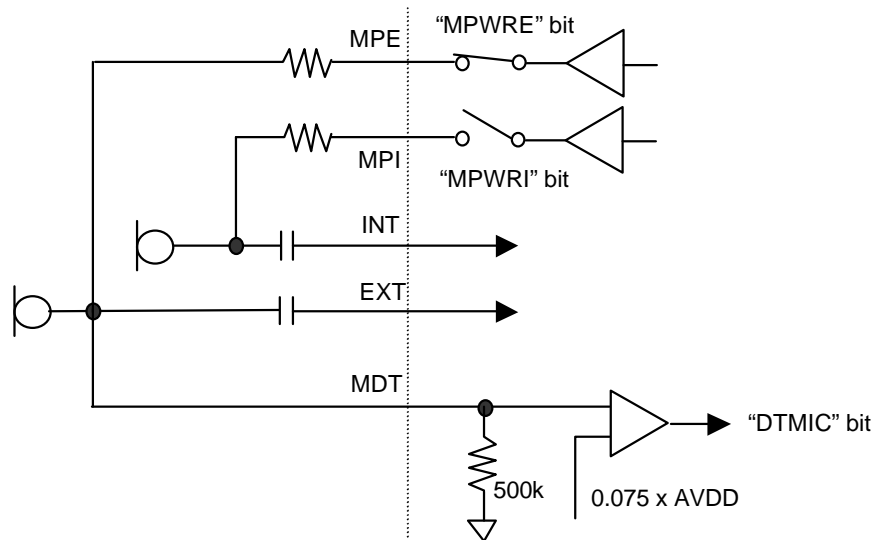 “MPWRE” bit
MPE
MPI
“MPWRI” bit
INT
EXT
MDT
“DTMIC” bit
500k
0.075 x AVDD